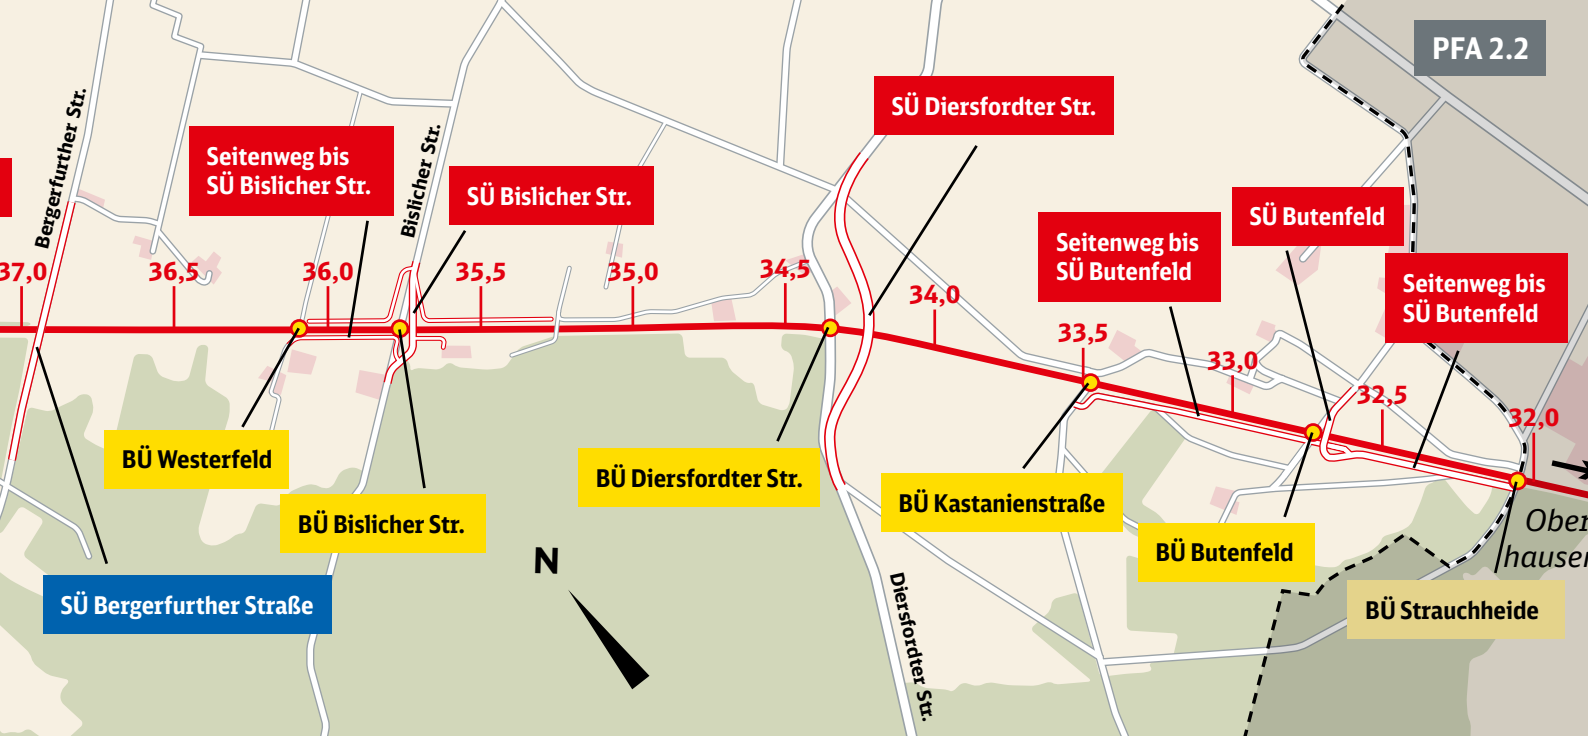 PFA 2.2
SÜ Diersfordter Str.
Bergerfurther Str.
Seitenweg bis
SÜ Bislicher Str.
Bislicher Str.
SÜ Bislicher Str.
SÜ Butenfeld
Seitenweg bis
SÜ Butenfeld
Seitenweg bis
SÜ Butenfeld
37,0
36,5
36,0
35,5
35,0
34,5
34,0
33,5
33,0
32,5
32,0
BÜ Westerfeld
BÜ Bislicher Str.
BÜ Diersfordter Str.
BÜ Kastanienstraße
BÜ Butenfeld
Ober
hausen
N
SÜ Bergerfurther Straße
Diersfordter Str.
BÜ Strauchheide